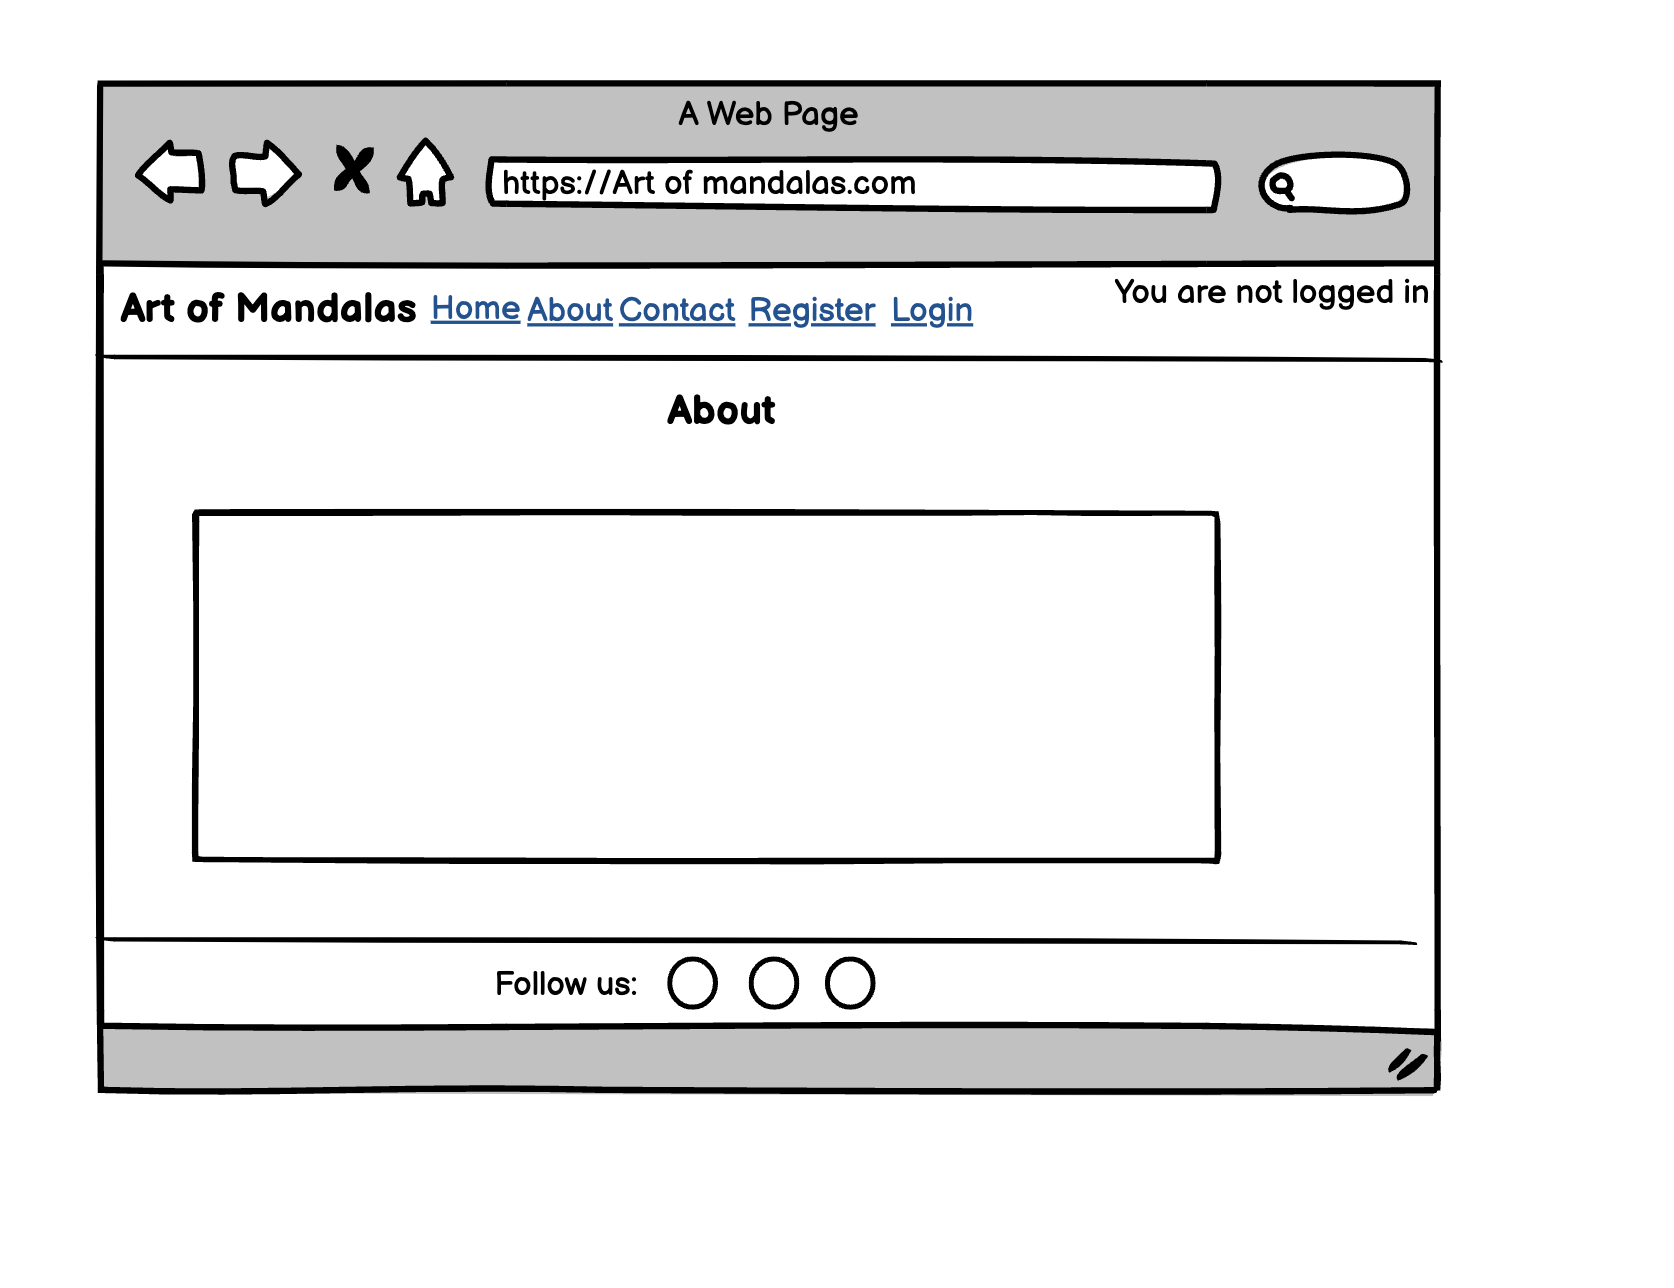 A Web Page
https://Art of mandalas.com
You are not logged in
Art of Mandalas Home About Contact Register Login
About
Follow us: